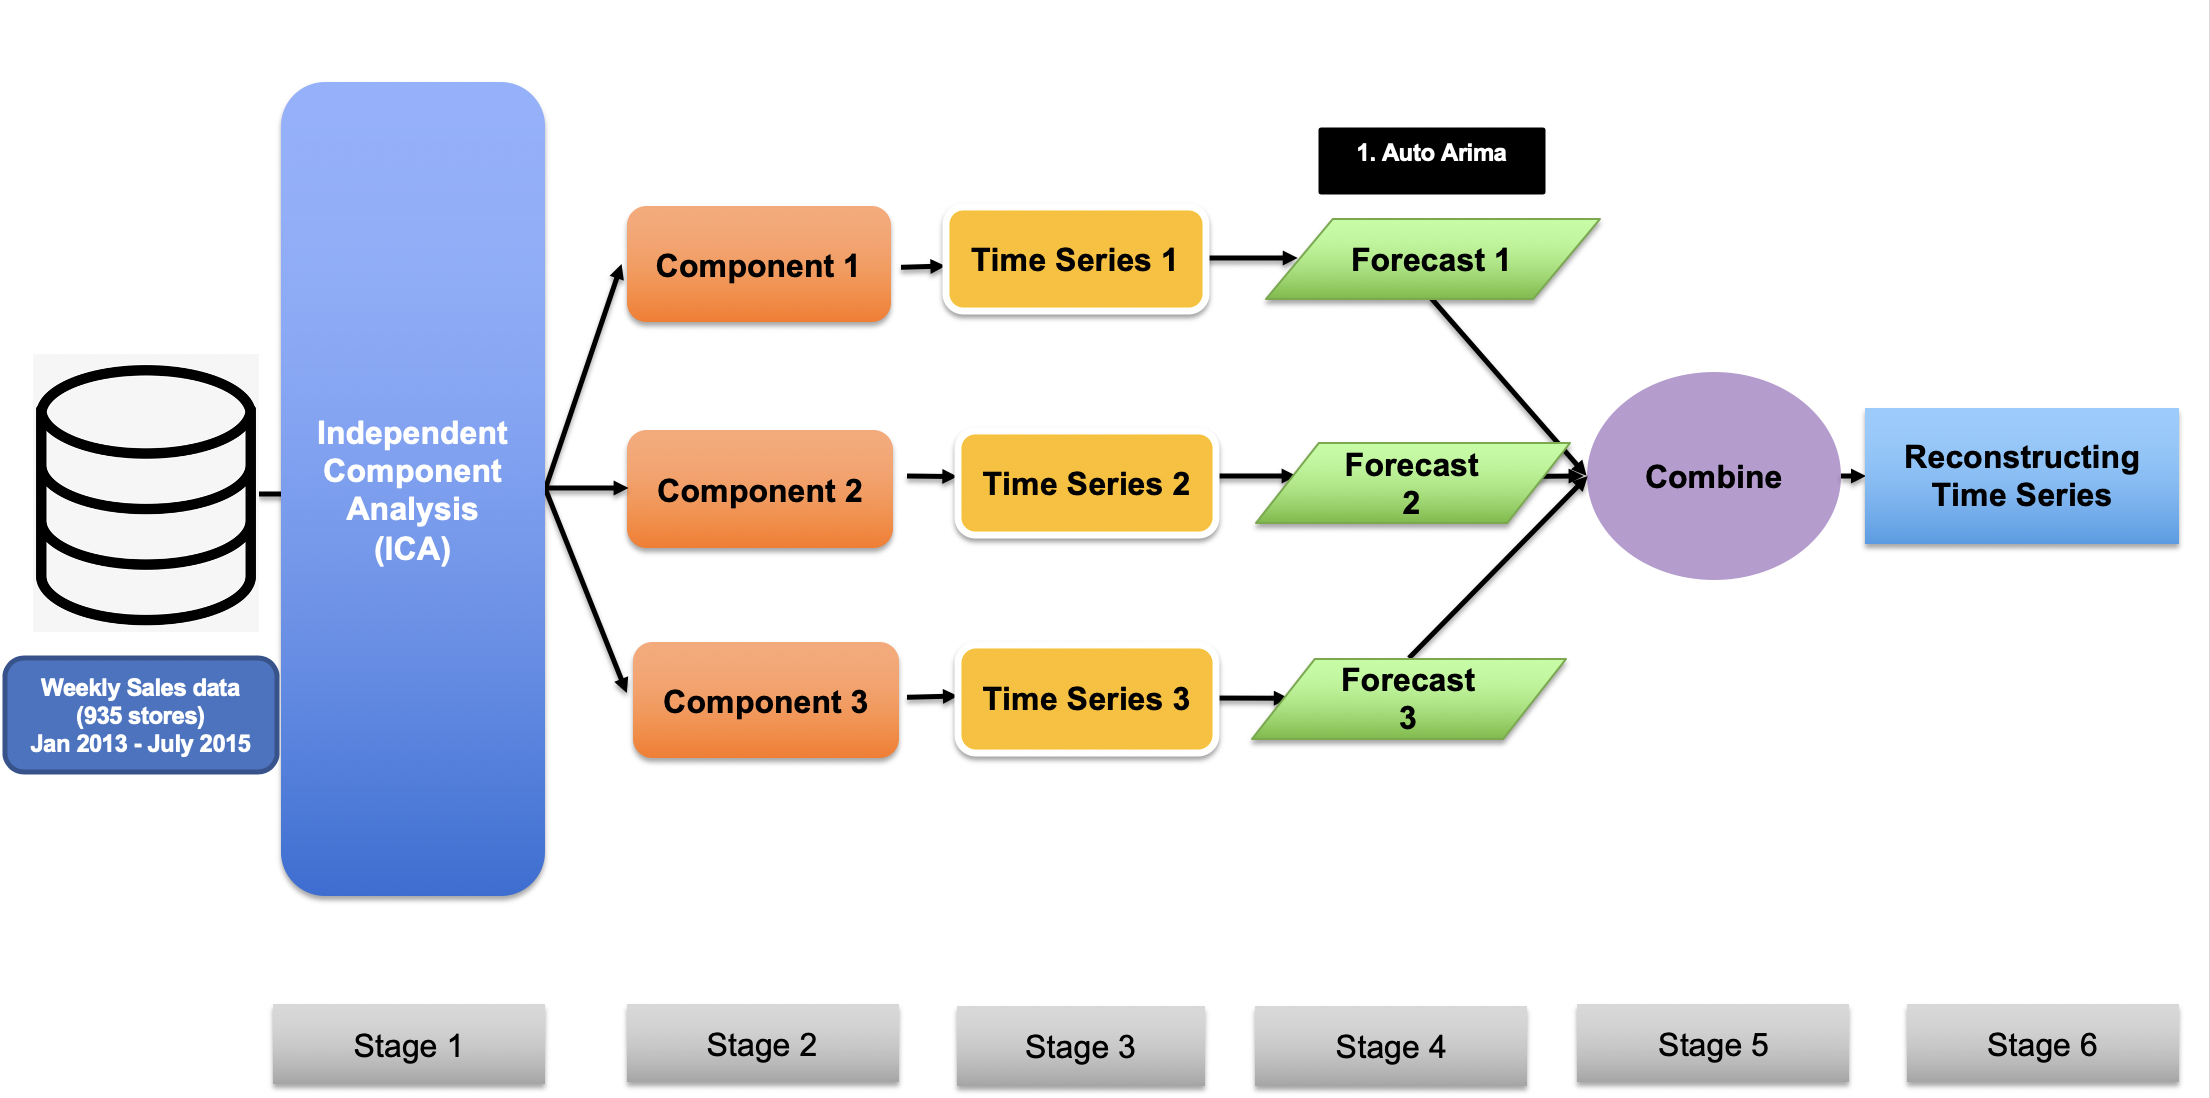 1. Auto Arima
Component 1
Time Series 1
Forecast 1
Independent
Component
Analysis
(ICA)
Component 2
Time Series 2
Forecast
2
Combine
Reconstructing
Time Series
Weekly Sales data
(935 stores)
Jan 2013 - July 2015
Component 3
Time Series 3
Forecast
3
Stage 1
Stage 2
Stage 3
Stage 4
Stage 5
Stage 6